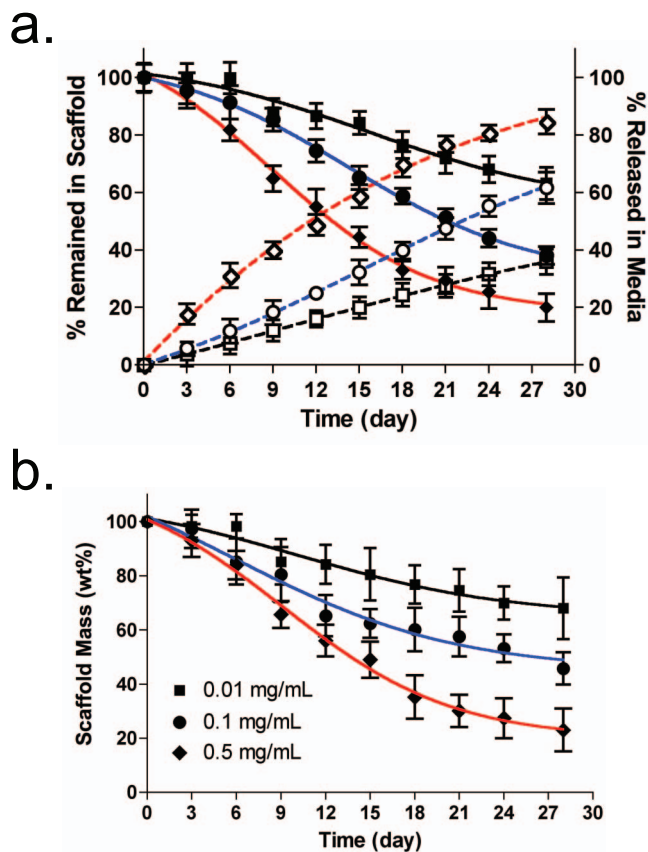 a.
% Remained in Scaffold
100
80
60
40
20
0
100
80
60
40
20
0
% Released in Media
0 3 6 9 12 15 18 21 24 27 30
Time (day)
b.
Scaffold Mass (wt%)
100
80
60
40
20
0
0.01 mg/mL
0.1 mg/mL
0.5 mg/mL
0 3 6 9 12 15 18 21 24 27 30
Time (day)